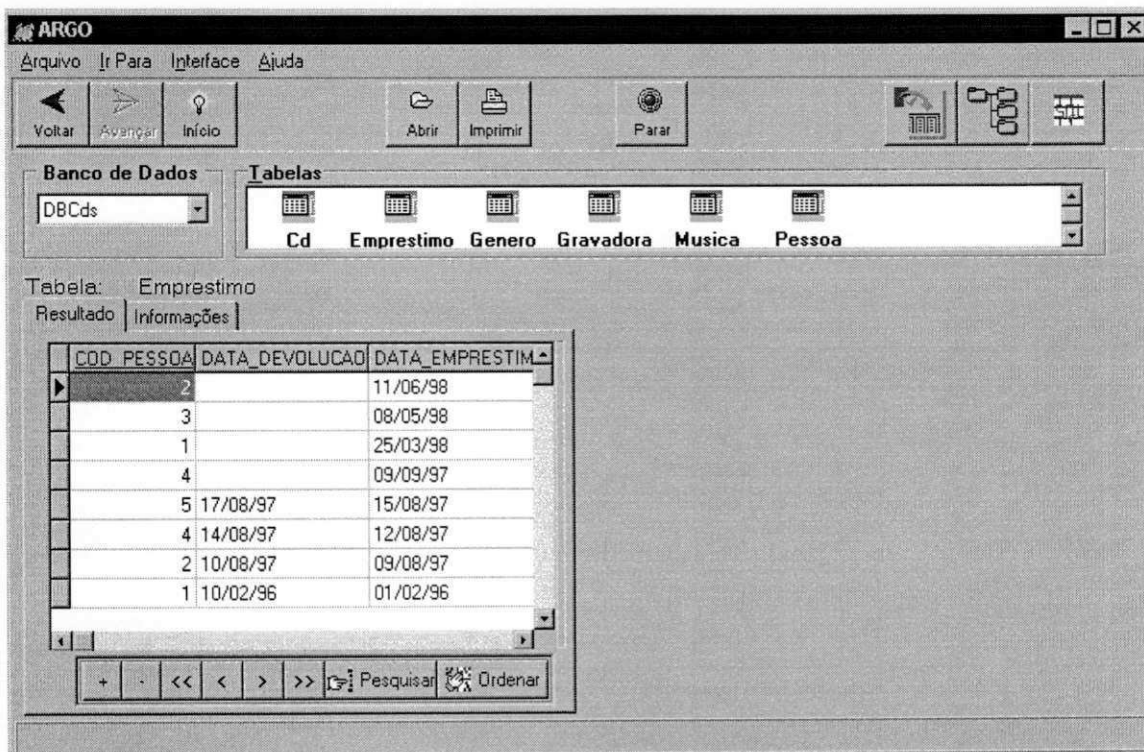 ARGO
Arquivo Ir Para Interface Ajuda
Voltar Avançar Início Abrir Imprimir Parar SQL
Banco de Dados Tabelas
DBCds
Cd Emprestimo Genero Gravadora Musica Pessoa
Tabela: Emprestimo
Resultado Informações
COD_PESSOA DATA_DEVOLUCAO DATA_EMPRESTIM
2 11/06/98
3 08/05/98
1 25/03/98
4 09/09/97
5 17/08/97 15/08/97
4 14/08/97 12/08/97
2 10/08/97 09/08/97
1 10/02/96 01/02/96
+ - << < > >> Pesquisar Ordenar